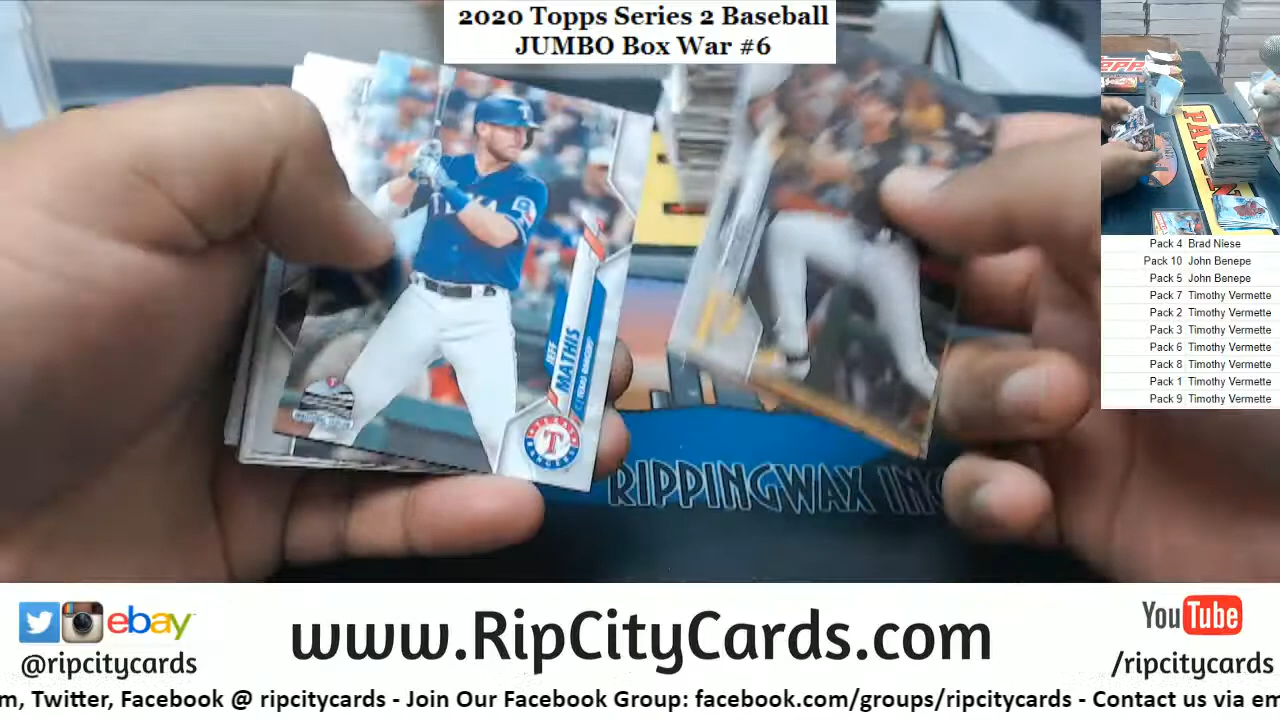 2020 Topps Series 2 Baseball
JUMBO Box War #6
TEXA
JEFF
MATHIS
TEXAS RANGERS
T
TEXAS
RANGERS
RIPPINGWAX INC
Pack 4 Brad Niese
Pack 10 John Benepe
Pack 5 John Benepe
Pack 7 Timothy Vermette
Pack 2 Timothy Vermette
Pack 3 Timothy Vermette
Pack 6 Timothy Vermette
Pack 8 Timothy Vermette
Pack 1 Timothy Vermette
Pack 9 Timothy Vermette
ebay
@ripcitycards
www.RipCityCards.com
YouTube
/ripcitycards
m, Twitter, Facebook @ ripcitycards - Join Our Facebook Group: facebook.com/groups/ripcitycards - Contact us via em